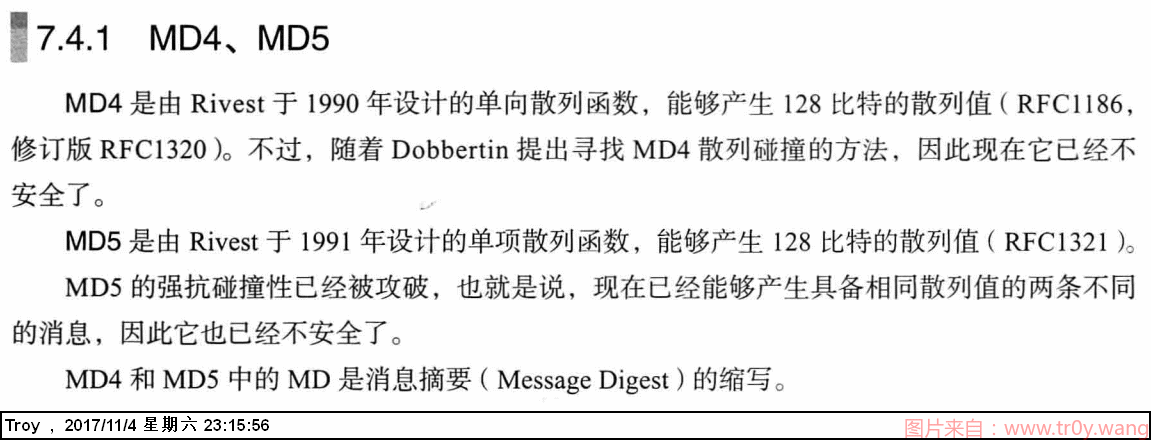 7.4.1 MD4、MD5
MD4 是由 Rivest 于 1990 年设计的单向散列函数，能够产生 128 比特的散列值（RFC1186，
修订版 RFC1320）。不过，随着 Dobbertin 提出寻找 MD4 散列碰撞的方法，因此现在它已经不
安全了。
MD5 是由 Rivest 于 1991 年设计的单项散列函数，能够产生 128 比特的散列值（RFC1321）。
MD5 的强抗碰撞性已经被攻破，也就是说，现在已经能够产生具备相同散列值的两条不同
的消息，因此它也已经不安全了。
MD4 和 MD5 中的 MD 是消息摘要（Message Digest）的缩写。
Troy , 2017/11/4 星期六 23:15:56
图片来自：www.tr0y.wang